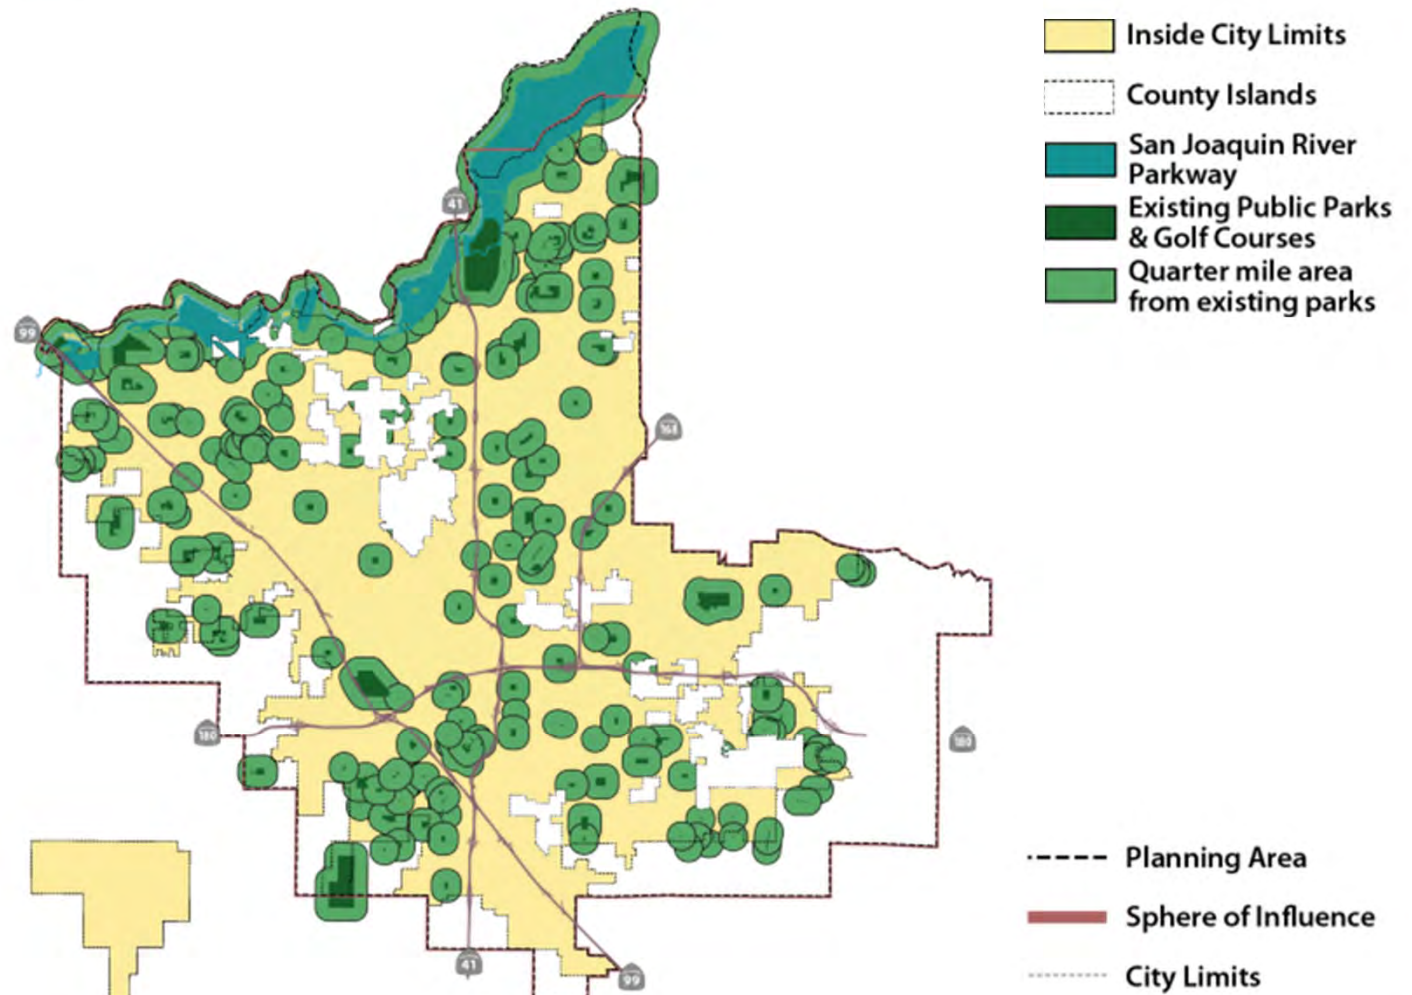 Inside City Limits
County Islands
San Joaquin River
Parkway
Existing Public Parks
& Golf Courses
Quarter mile area
from existing parks
41
99
168
180
180
41
99
Planning Area
Sphere of Influence
City Limits